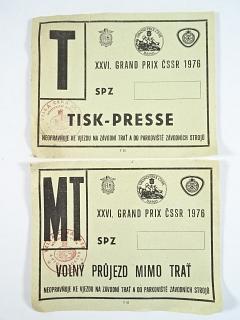 T
XXVI. GRAND PRIX ČSSR 1976
SPZ
TISK-PRESSE
NEOPRAVŇUJE KE VJEZDU NA ZÁVODNÍ TRAŤ A DO PARKOVIŠTĚ ZÁVODNÍCH STROJŮ
MT
XXVI. GRAND PRIX ČSSR 1976
SPZ
VOLNÝ PRŮJEZD MIMO TRAŤ
NEOPRAVŇUJE KE VJEZDU NA ZÁVODNÍ TRAŤ A DO PARKOVIŠTĚ ZÁVODNÍCH STROJŮ